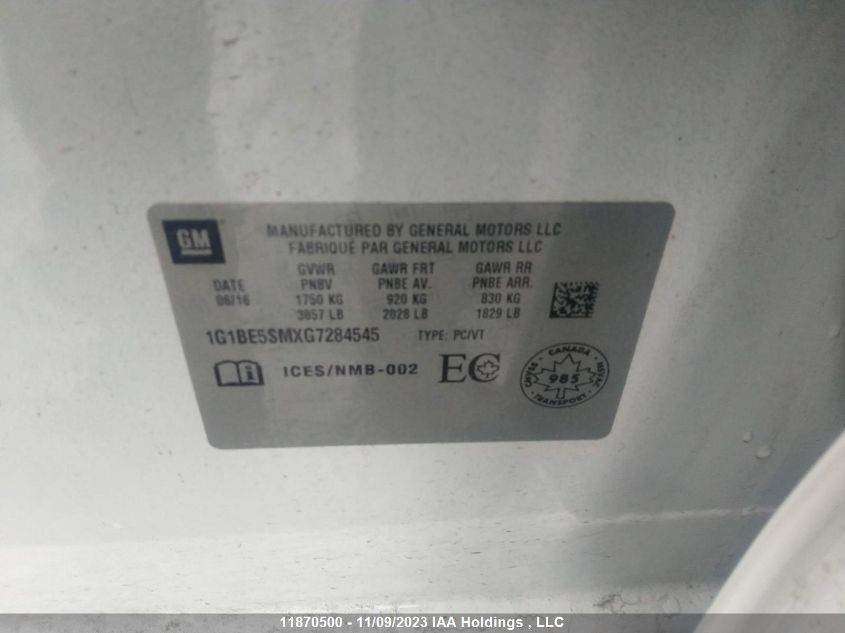 GM
MANUFACTURED BY GENERAL MOTORS LLC
FABRIQUÉ PAR GENERAL MOTORS LLC
DATE GVWR GAWR FRT GAWR RR
PNBV PNBE AV. PNBE ARR.
06/16 1750 KG 920 KG 830 KG
3857 LB 2028 LB 1829 LB
1G1BE5SMXG7284545 TYPE: PC/VT
ICES/NMB-002 EC
CANADA
985
TRANSPORT
11870500 - 11/09/2023 IAA Holdings , LLC